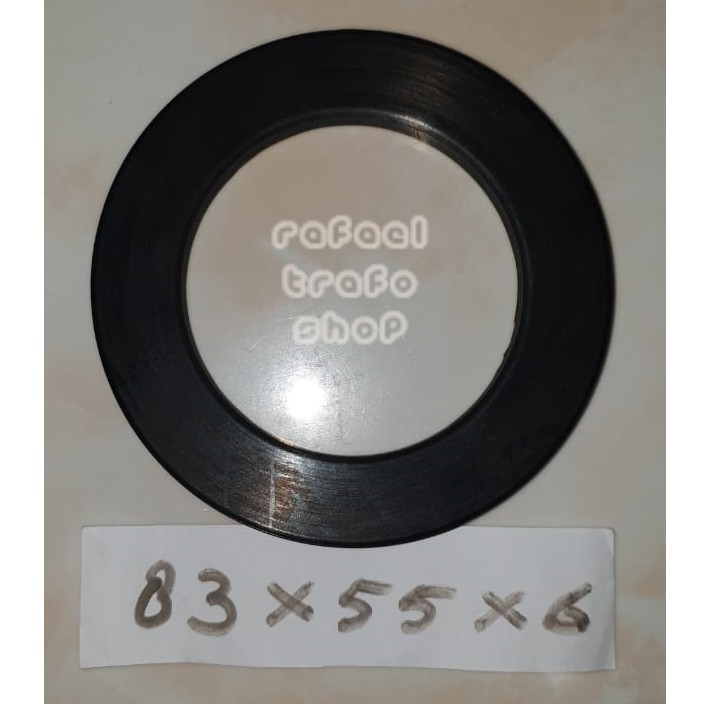 rafael
trafo
shop
83 x 55 x 6